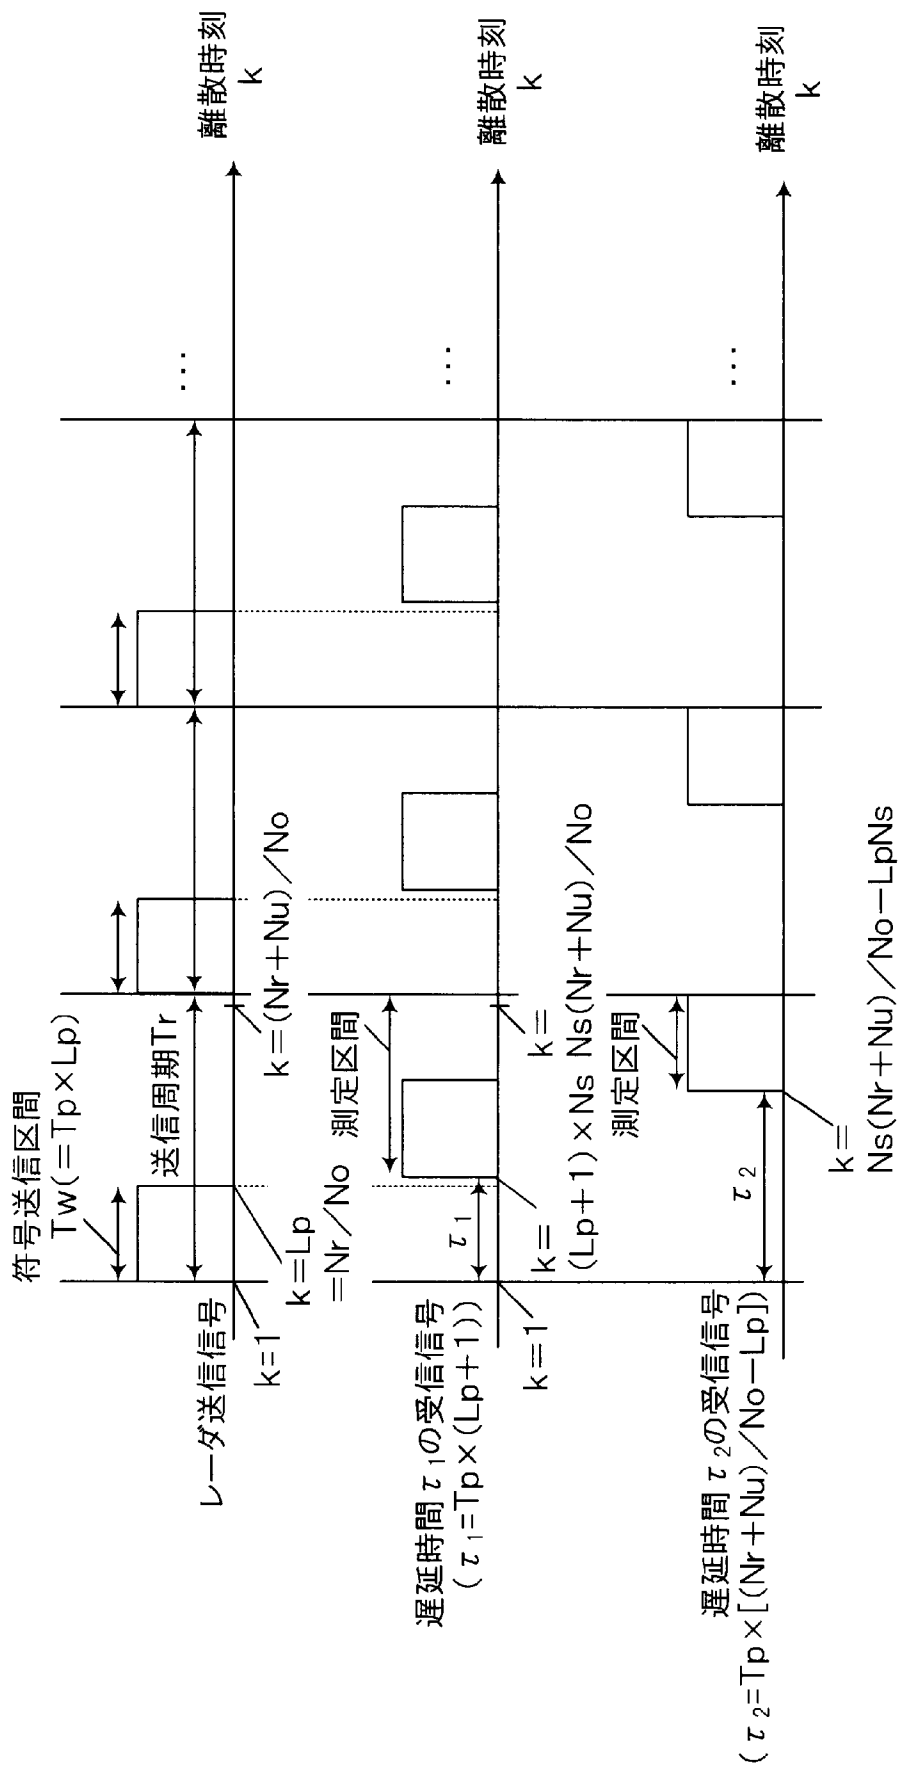 符号送信区間
Tw(=Tp×Lp)
送信周期Tr
レーダ送信信号
k=1
k=Lp
=Nr/No
k=(Nr+Nu)/No
...
離散時刻
k
遅延時間τ1の受信信号
(τ1=Tp×(Lp+1))
k=1
τ1
測定区間
k=
(Lp+1)×Ns
k=
Ns(Nr+Nu)/No
...
離散時刻
k
遅延時間τ2の受信信号
(τ2=Tp×[(Nr+Nu)/No-Lp])
τ2
測定区間
k=
Ns(Nr+Nu)/No-LpNs
...
離散時刻
k